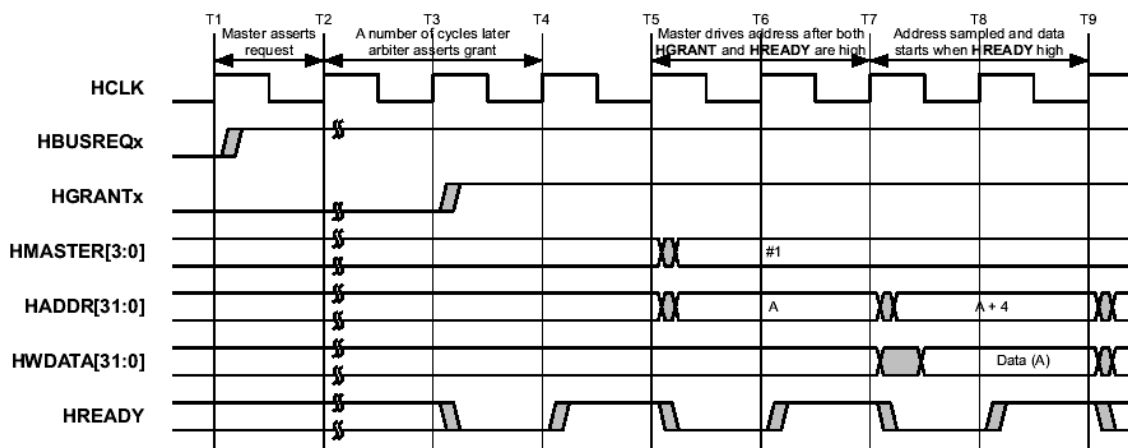 T1 T2 T3 T4 T5 T6 T7 T8 T9
Master asserts
request
A number of cycles later
arbiter asserts grant
Master drives address after both
HGRANT and HREADY are high
Address sampled and data
starts when HREADY high
HCLK
HBUSREQx
HGRANTx
HMASTER[3:0] #1
HADDR[31:0] A A + 4
HWDATA[31:0] Data (A)
HREADY